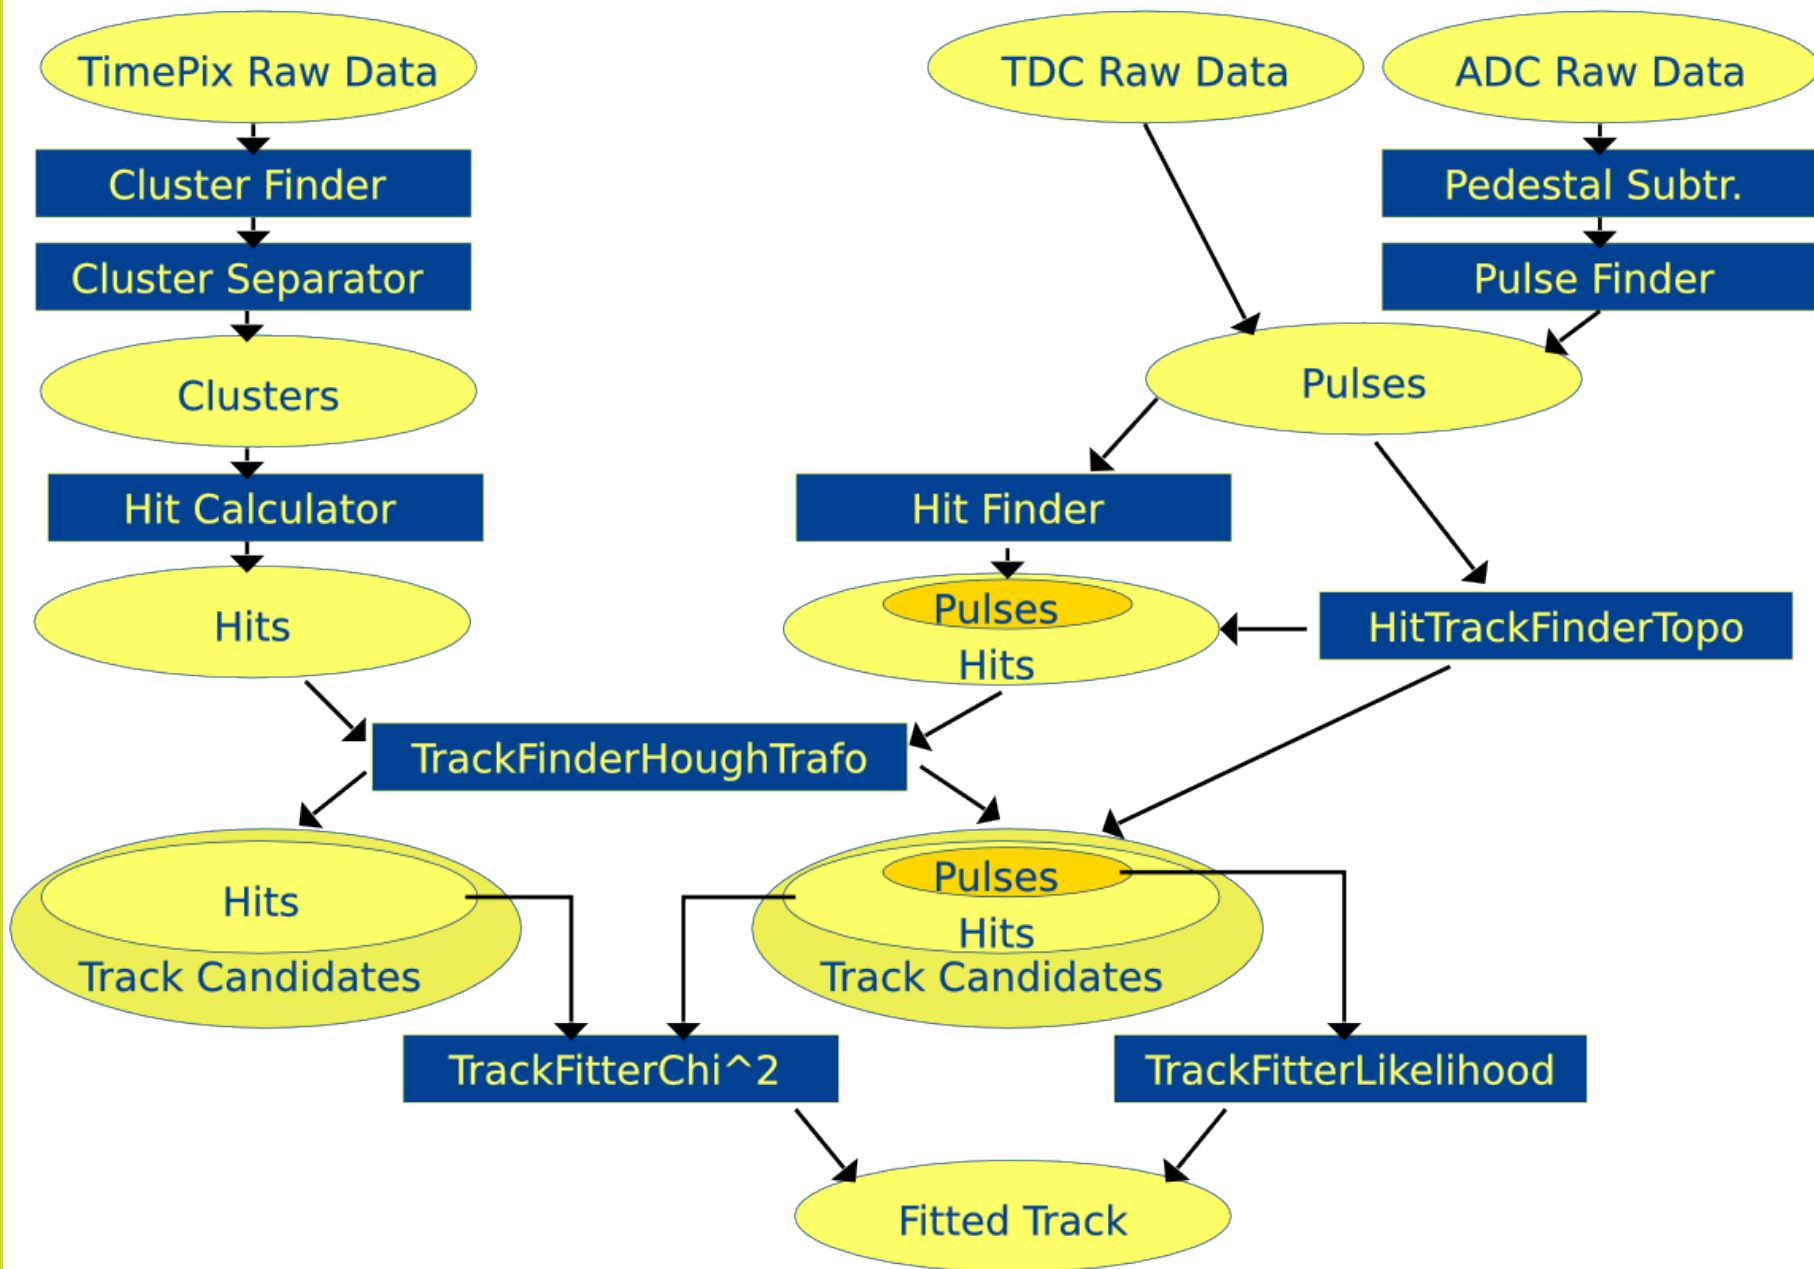 TimePix Raw Data
TDC Raw Data
ADC Raw Data
Cluster Finder
Pedestal Subtr.
Cluster Separator
Pulse Finder
Clusters
Pulses
Hit Calculator
Hit Finder
Hits
Pulses
Hits
HitTrackFinderTopo
TrackFinderHoughTrafo
Hits
Track Candidates
Pulses
Hits
Track Candidates
TrackFitterChi^2
TrackFitterLikelihood
Fitted Track